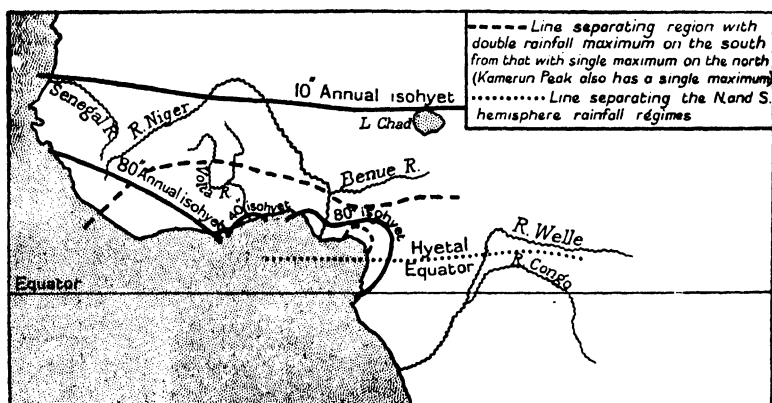 Line separating region with
double rainfall maximum on the south
from that with single maximum on the north
(Kamerun Peak also has a single maximum)
Line separating the N. and S.
hemisphere rainfall régimes
10" Annual isohyet
L Chad
Senegal R.
R. Niger
Volta R.
Benue R.
80" Annual isohyet
40" isohyet
80" isohyet
R. Welle
Hyetal
Equator
R. Congo
Equator